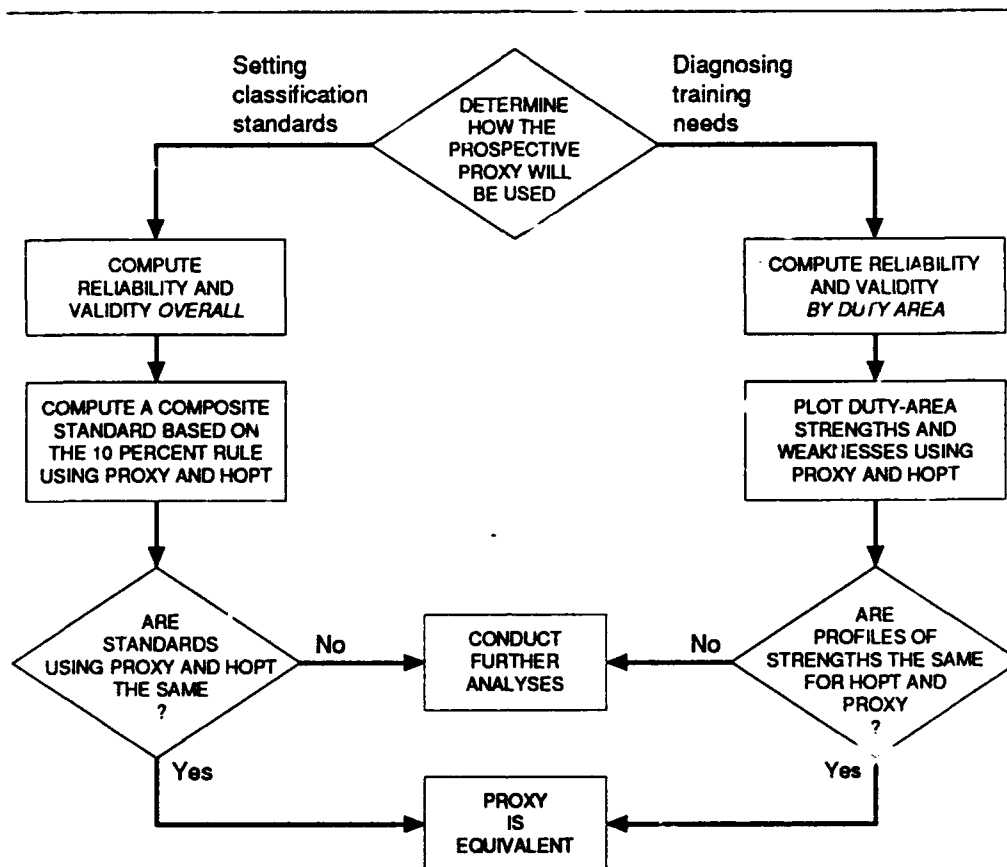 Setting
classification
standards
DETERMINE
HOW THE
PROSPECTIVE
PROXY WILL
BE USED
Diagnosing
training
needs
COMPUTE
RELIABILITY AND
VALIDITY OVERALL
COMPUTE RELIABILITY
AND VALIDITY
BY DUTY AREA
COMPUTE A COMPOSITE
STANDARD BASED ON
THE 10 PERCENT RULE
USING PROXY AND HOPT
PLOT DUTY-AREA
STRENGTHS AND
WEAKNESSES USING
PROXY AND HOPT
ARE
STANDARDS
USING PROXY AND HOPT
THE SAME
?
No
CONDUCT
FURTHER
ANALYSES
No
ARE
PROFILES OF
STRENGTHS THE SAME
FOR HOPT AND
PROXY
?
Yes
PROXY
IS
EQUIVALENT
Yes